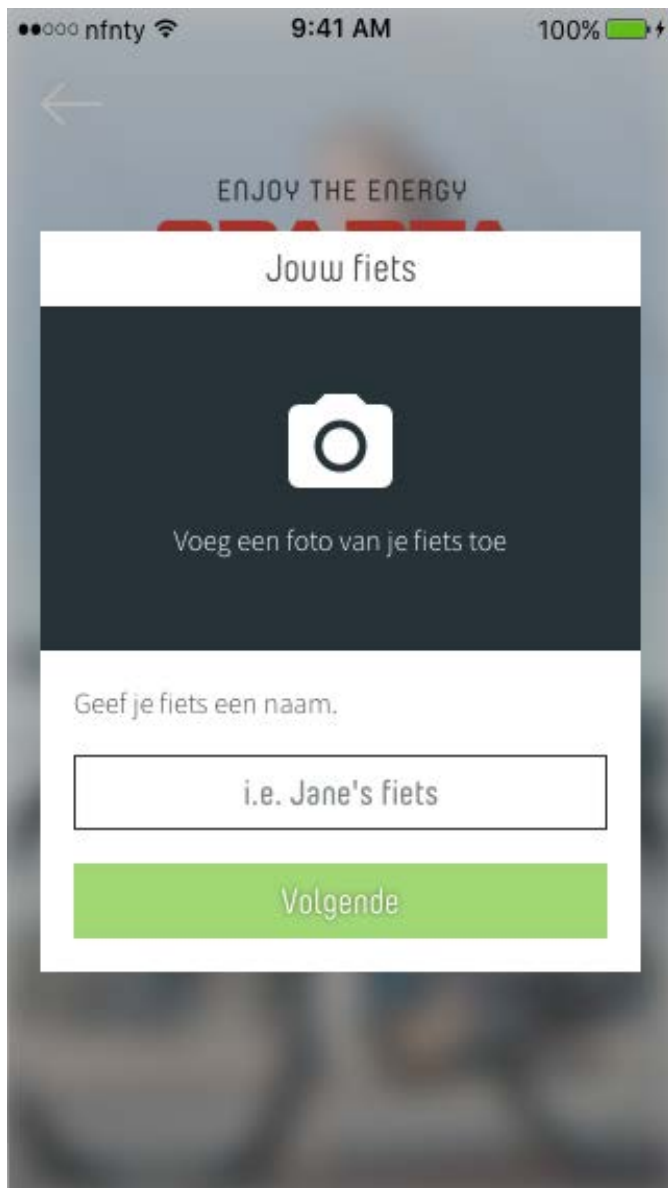 nfnty 9:41 AM 100%
ENJOY THE ENERGY
Jouw fiets
Voeg een foto van je fiets toe
Geef je fiets een naam.
i.e. Jane's fiets
Volgende